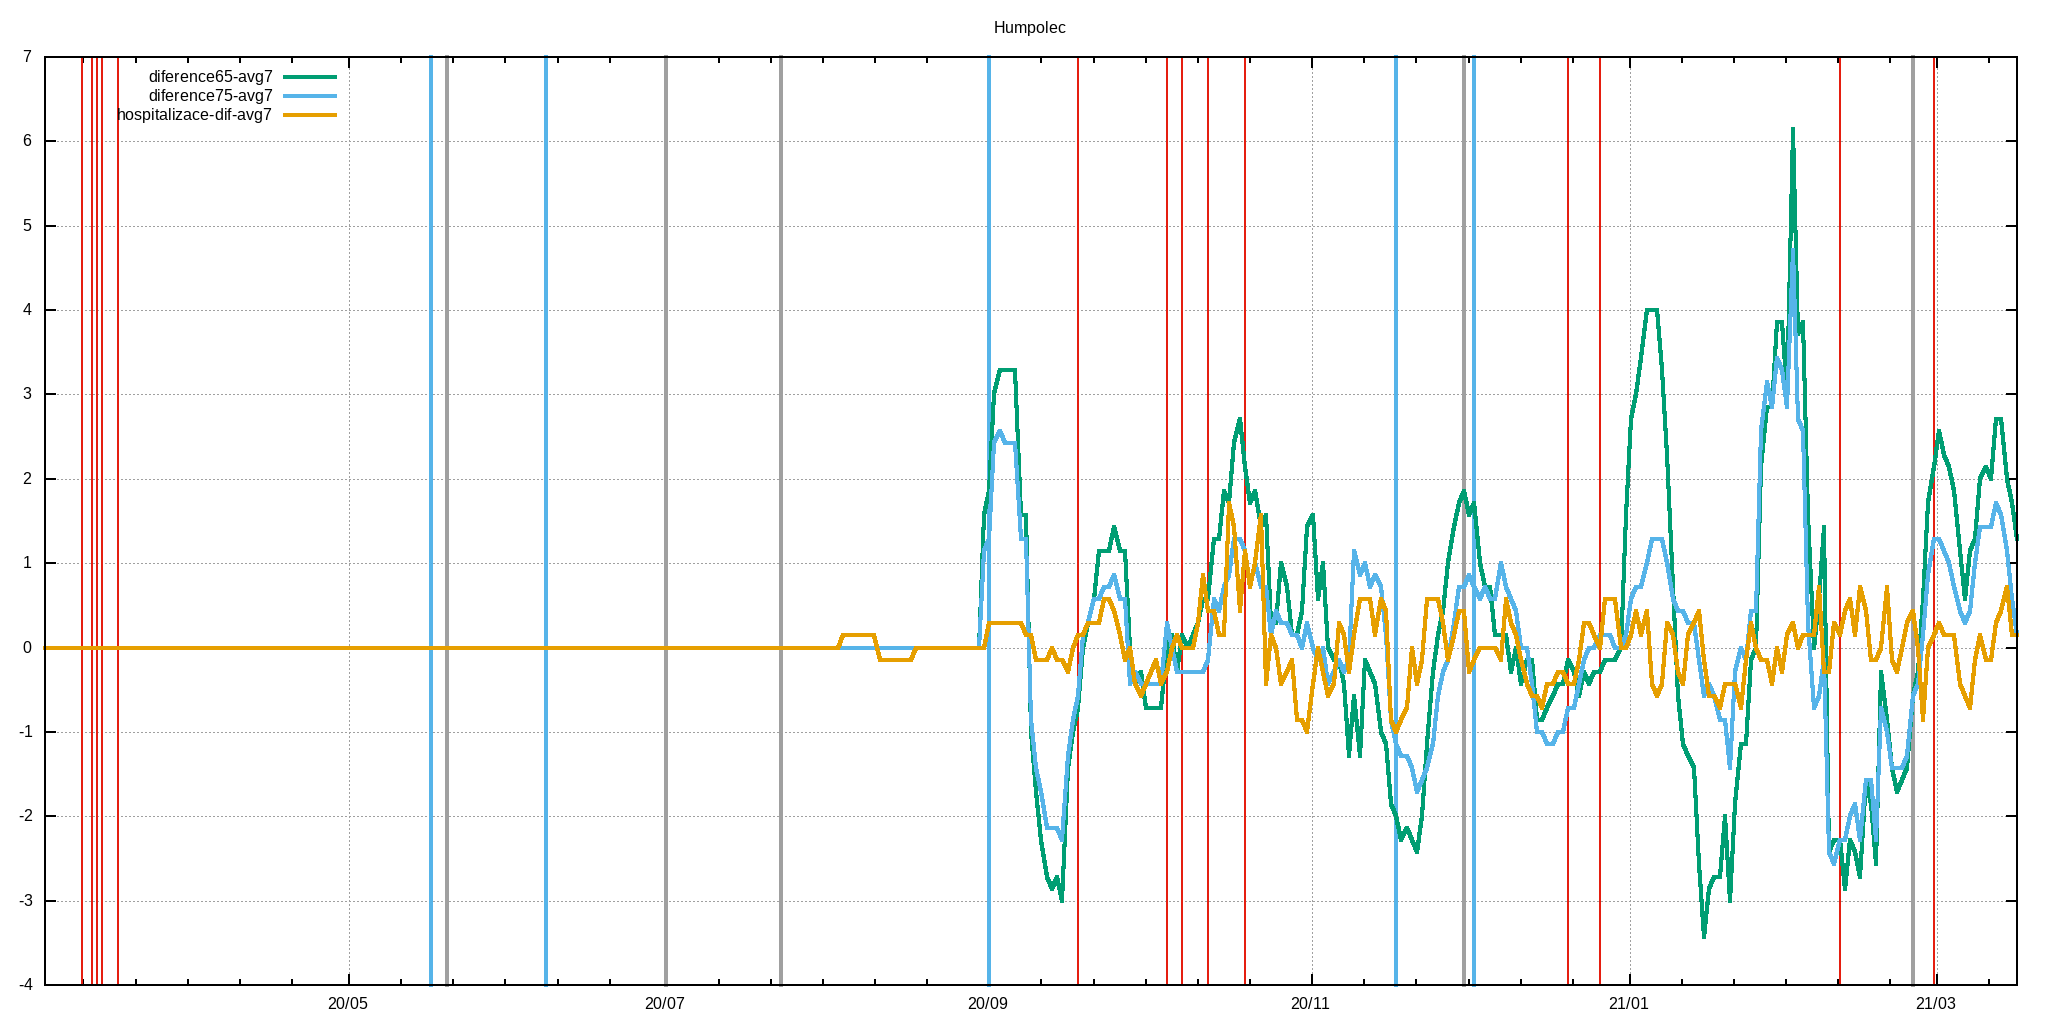 Humpolec
7
diference65-avg7
diference75-avg7
hospitalizace-dif-avg7
6
5
4
3
2
1
0
-1
-2
-3
-4
20/05 20/07 20/09 20/11 21/01 21/03